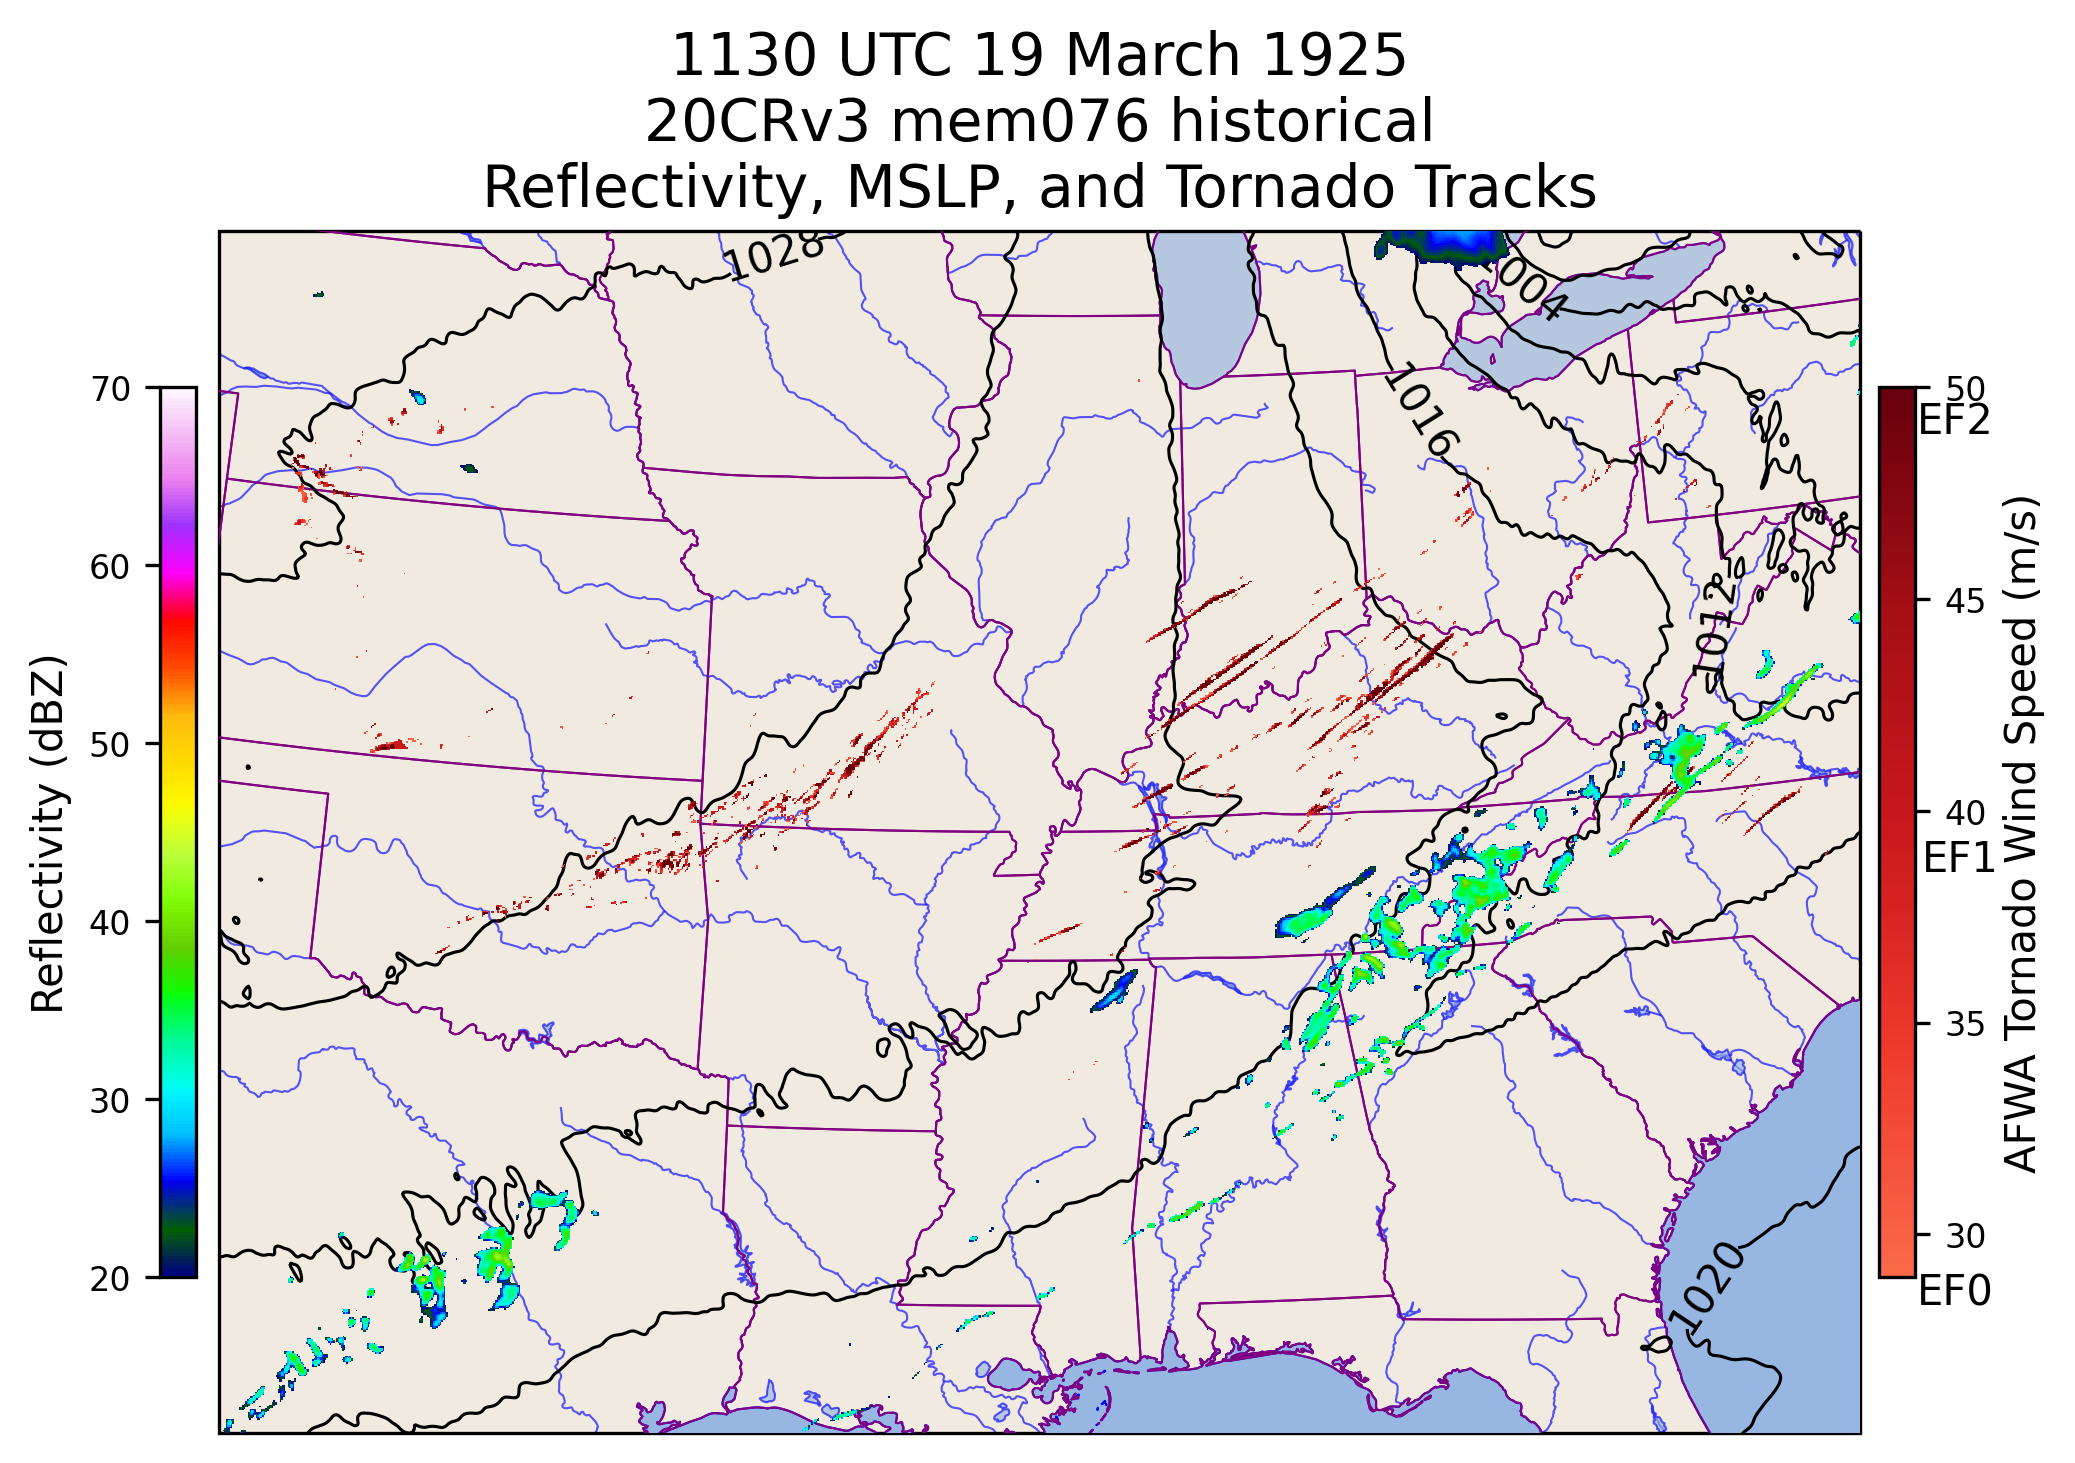 1130 UTC 19 March 1925
20CRv3 mem076 historical
Reflectivity, MSLP, and Tornado Tracks
1028
1004
1016
1012
1020
70
60
50
40
30
20
Reflectivity (dBZ)
50
EF2
45
40
EF1
35
30
EF0
AFWA Tornado Wind Speed (m/s)